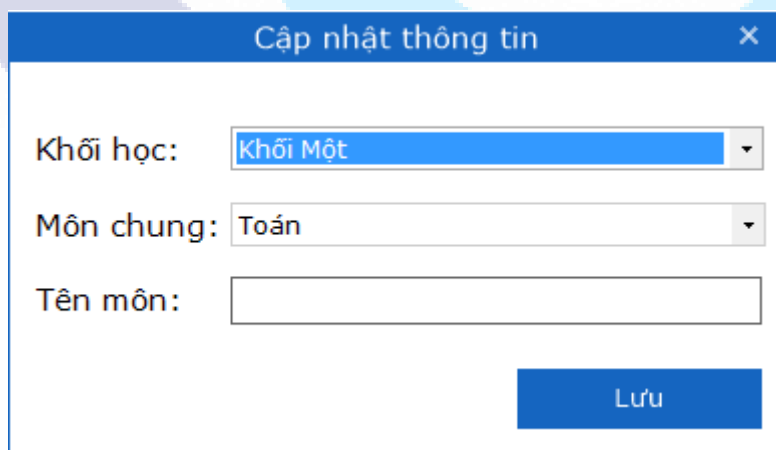 Cập nhật thông tin ×
Khối học: Khối Một
Môn chung: Toán
Tên môn:
Lưu